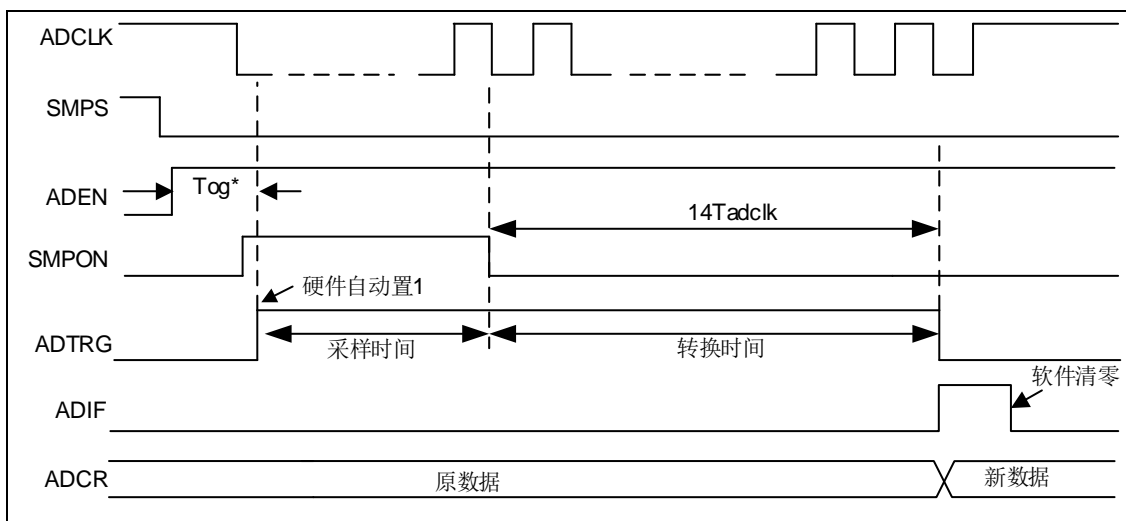 ADCLK
SMPS
ADEN
Tog*
14Tadclk
SMPON
硬件自动置1
ADTRG
采样时间
转换时间
ADIF
软件清零
ADCR
原数据
新数据